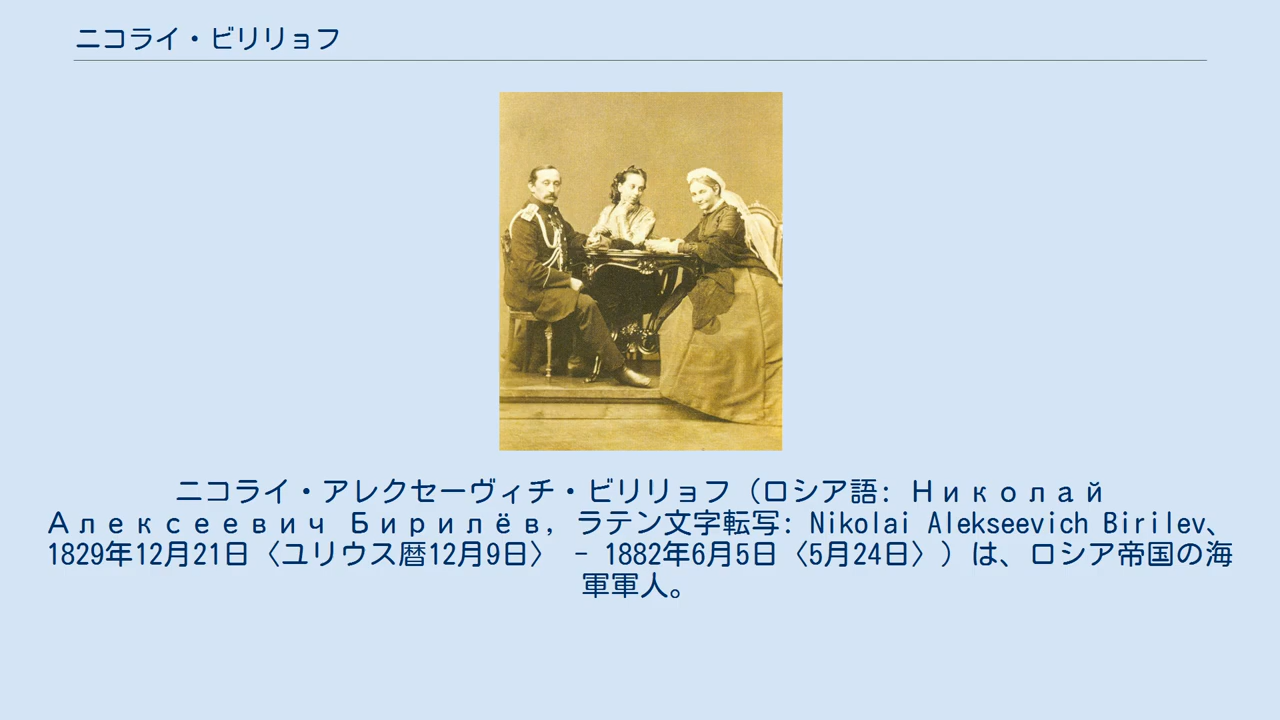 ニコライ・ビリリョフ
ニコライ・アレクセーヴィチ・ビリリョフ（ロシア語: Николай
Алексеевич Бирилёв, ラテン文字転写: Nikolai Alekseevich Birilev、
1829年12月21日〈ユリウス暦12月9日〉 - 1882年6月5日〈5月24日〉）は、ロシア帝国の海
軍軍人。